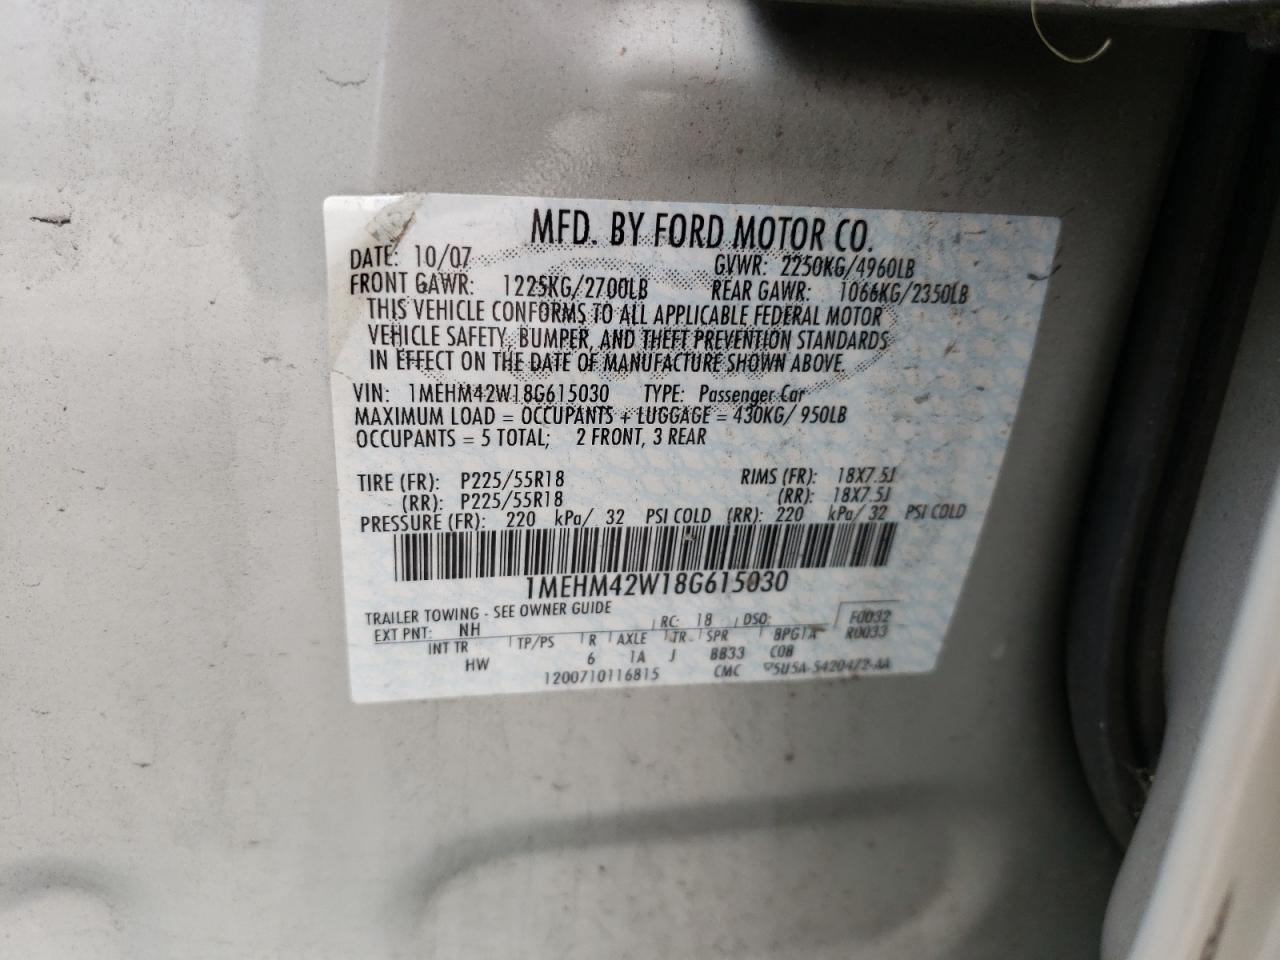 MFD. BY FORD MOTOR CO.
DATE: 10/07 GVWR: 2250KG/4960LB
FRONT GAWR: 1225KG/2700LB REAR GAWR: 1066KG/2350LB
THIS VEHICLE CONFORMS TO ALL APPLICABLE FEDERAL MOTOR
VEHICLE SAFETY, BUMPER, AND THEFT PREVENTION STANDARDS
IN EFFECT ON THE DATE OF MANUFACTURE SHOWN ABOVE.
VIN: 1MEHM42W18G615030 TYPE: Passenger Car
MAXIMUM LOAD = OCCUPANTS + LUGGAGE = 430KG/ 950LB
OCCUPANTS = 5 TOTAL; 2 FRONT, 3 REAR
TIRE (FR): P225/55R18 RIMS (FR): 18X7.5J
(RR): P225/55R18 (RR): 18X7.5J
PRESSURE (FR): 220 kPa/ 32 PSI COLD (RR): 220 kPa/ 32 PSI COLD
1MEHM42W18G615030
TRAILER TOWING - SEE OWNER GUIDE
EXT PNT: NH RC: 18 DSO: F0032
R0033
INT TR TP/PS R AXLE TR SPR 8PG1A
HW 6 1A J BB33 C08
1200710116815 CMC